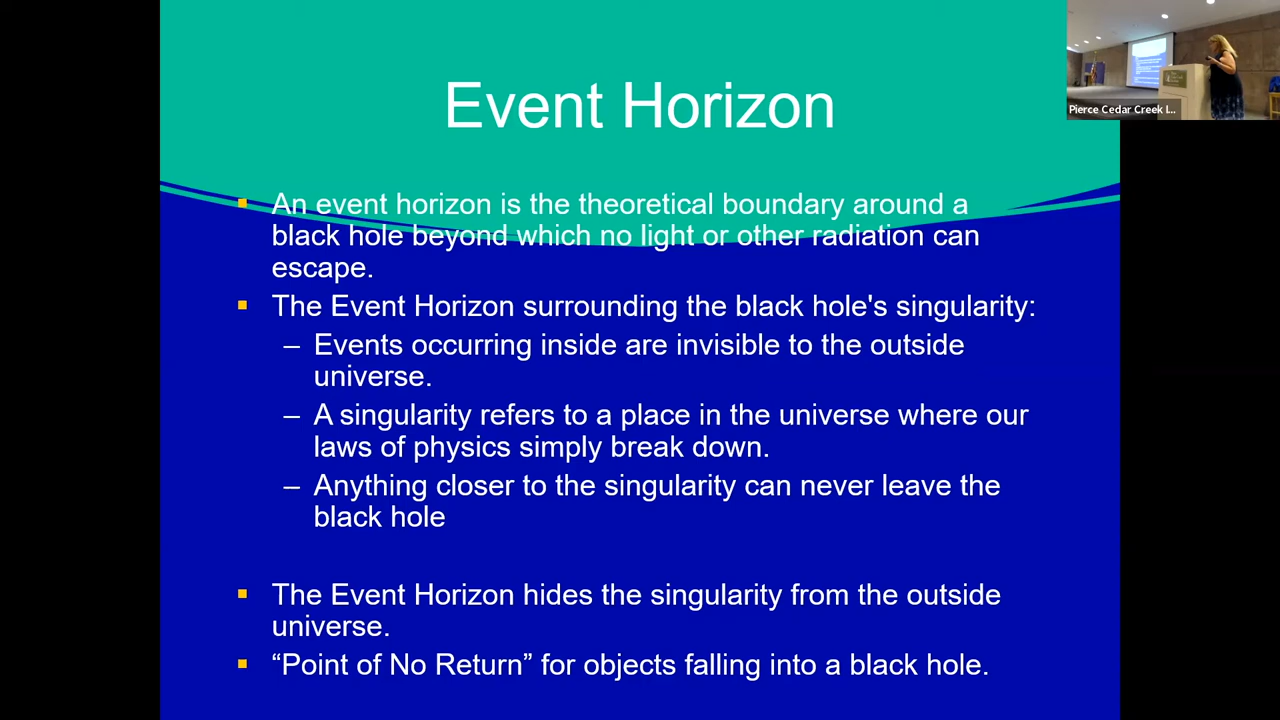 Event Horizon
An event horizon is the theoretical boundary around a
black hole beyond which no light or other radiation can
escape.
The Event Horizon surrounding the black hole's singularity:
– Events occurring inside are invisible to the outside
universe.
– A singularity refers to a place in the universe where our
laws of physics simply break down.
– Anything closer to the singularity can never leave the
black hole
The Event Horizon hides the singularity from the outside
universe.
“Point of No Return” for objects falling into a black hole.
Pierce Cedar Creek I...